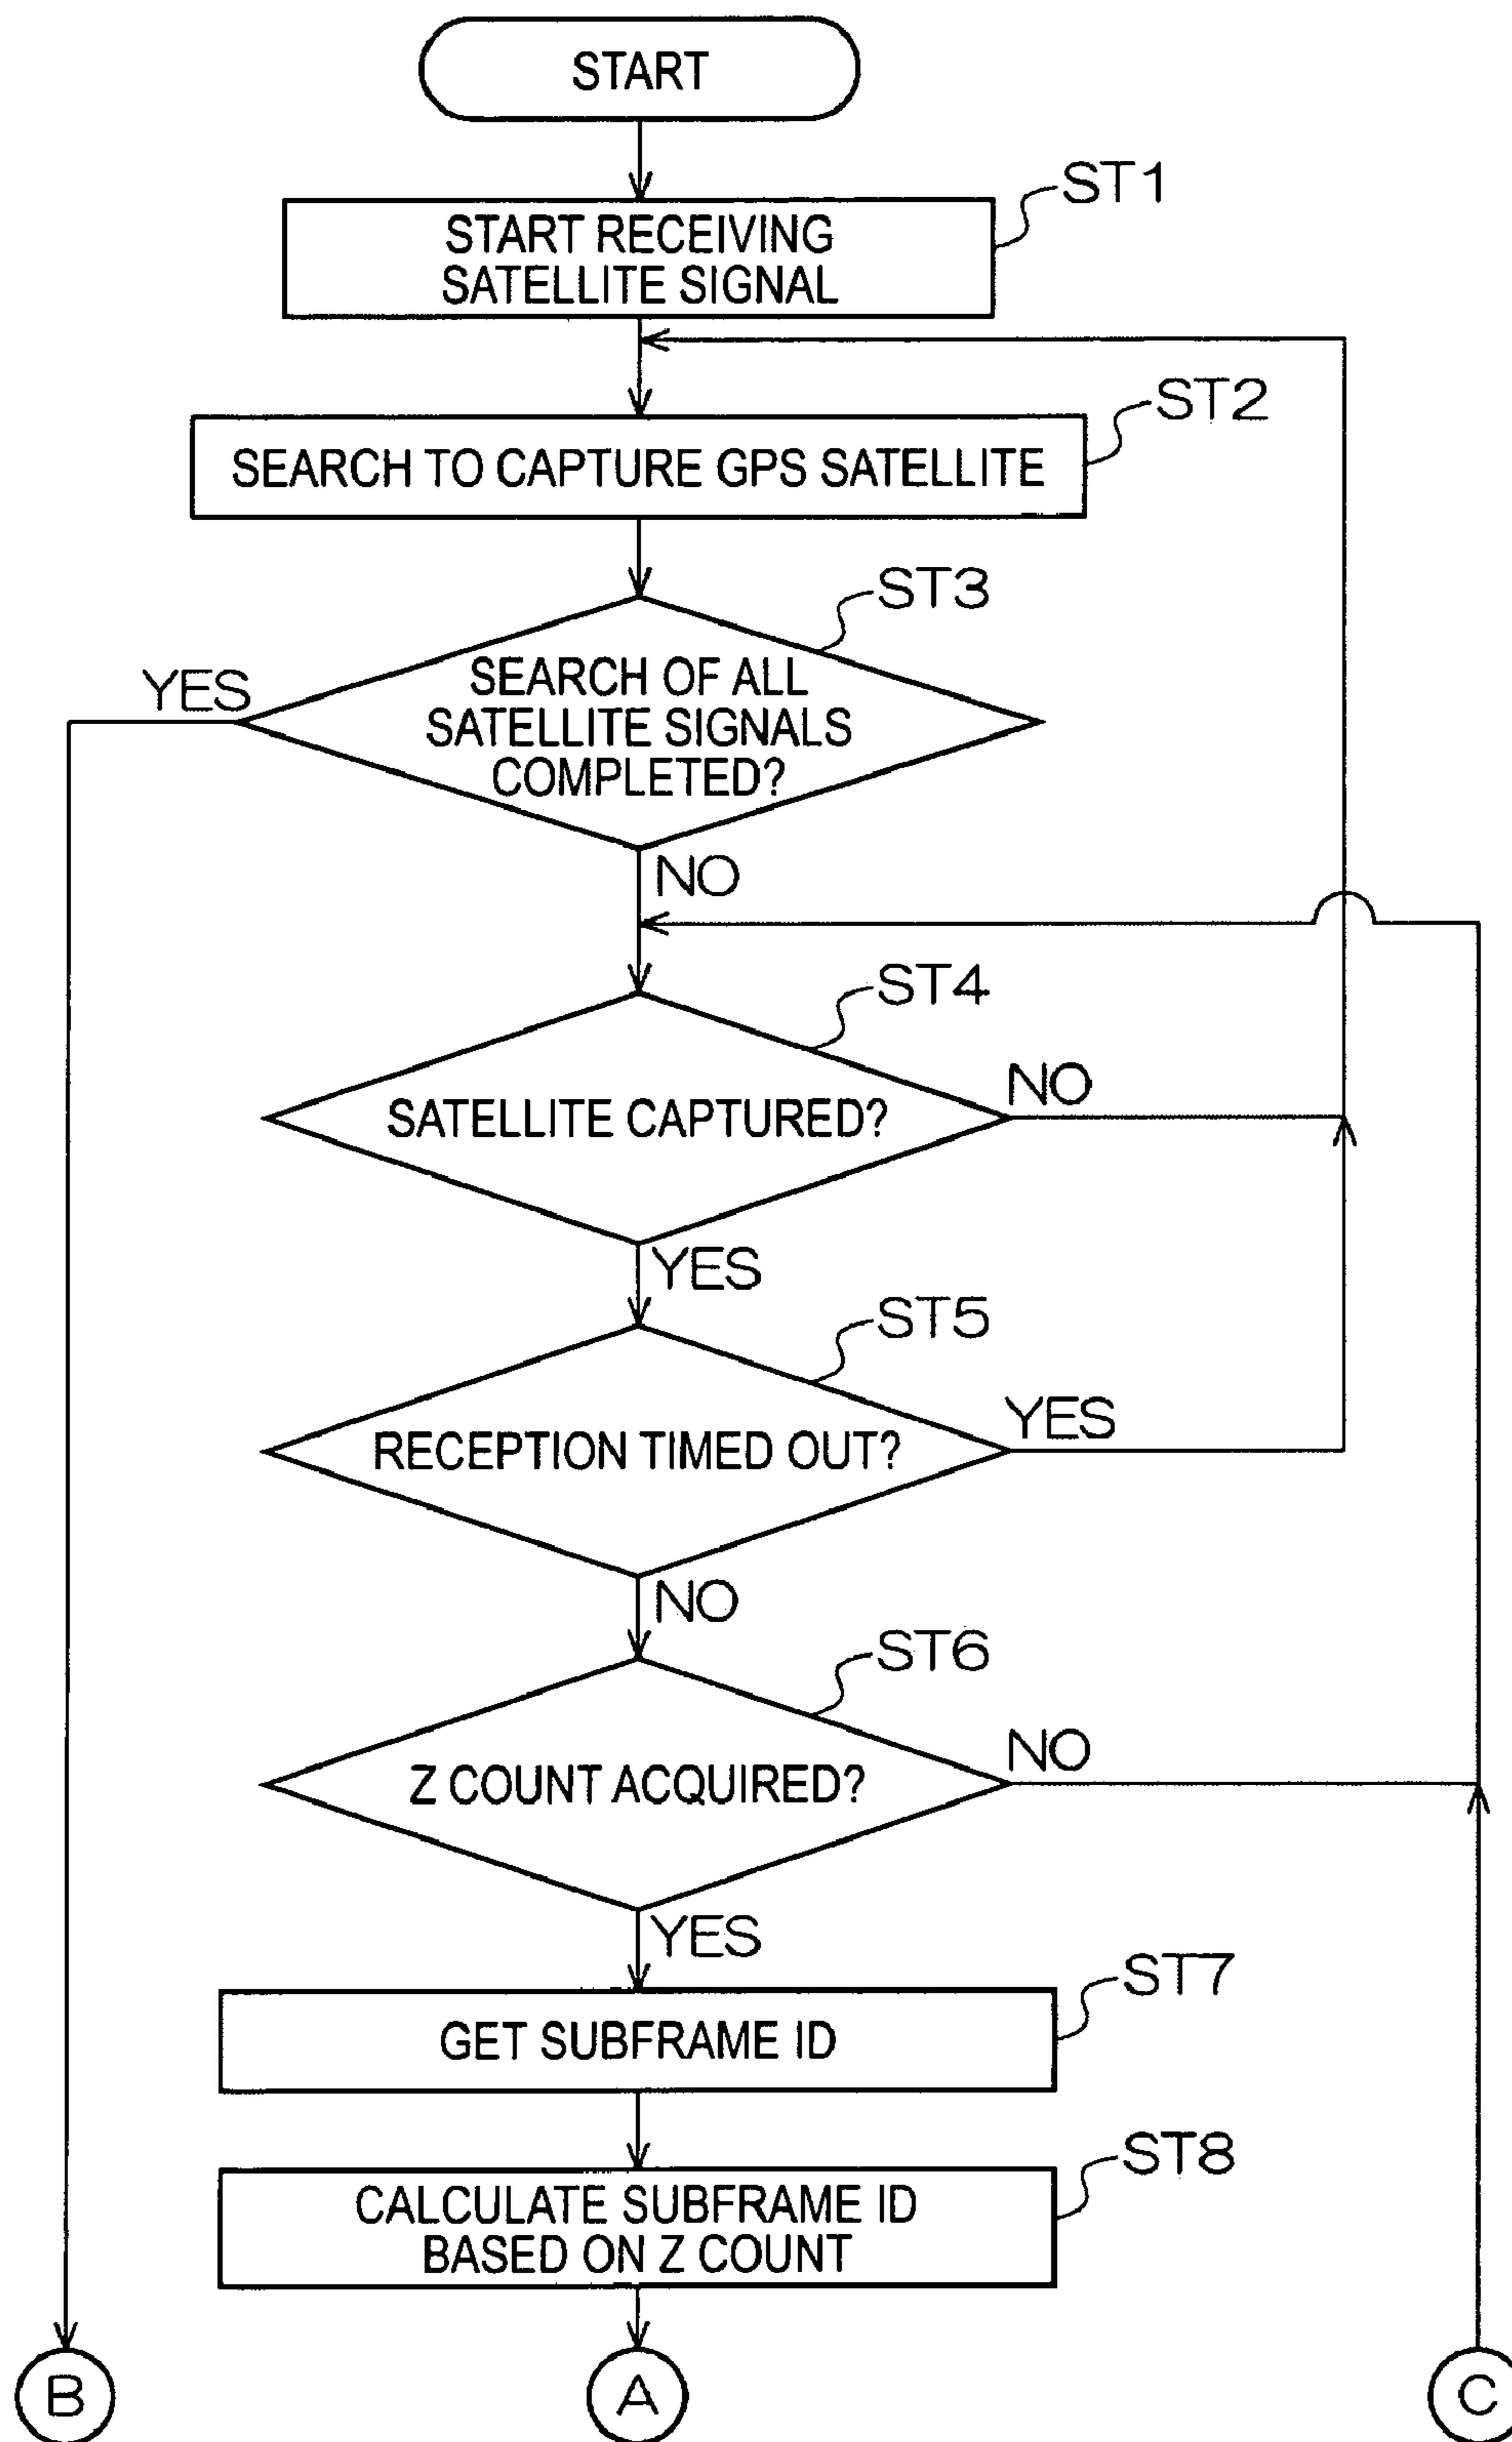 START
ST1
START RECEIVING
SATELLITE SIGNAL
ST2
SEARCH TO CAPTURE GPS SATELLITE
ST3
YES
SEARCH OF ALL
SATELLITE SIGNALS
COMPLETED?
NO
ST4
NO
SATELLITE CAPTURED?
YES
ST5
YES
RECEPTION TIMED OUT?
NO
ST6
NO
Z COUNT ACQUIRED?
YES
ST7
GET SUBFRAME ID
ST8
CALCULATE SUBFRAME ID
BASED ON Z COUNT
B
A
C